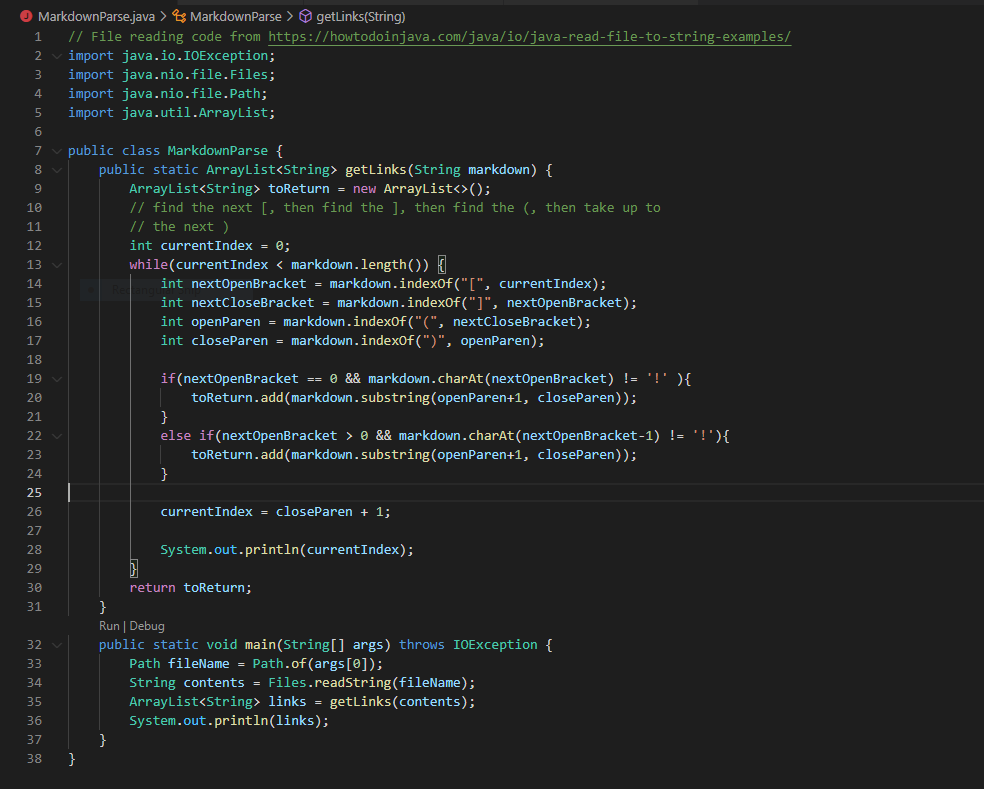 MarkdownParse.java > MarkdownParse > getLinks(String)
1 // File reading code from https://howtodoinjava.com/java/io/java-read-file-to-string-examples/
2 import java.io.IOException;
3 import java.nio.file.Files;
4 import java.nio.file.Path;
5 import java.util.ArrayList;
6
7 public class MarkdownParse {
8     public static ArrayList<String> getLinks(String markdown) {
9         ArrayList<String> toReturn = new ArrayList<>();
10         // find the next [, then find the ], then find the (, then take up to
11         // the next )
12         int currentIndex = 0;
13         while(currentIndex < markdown.length()) {
14             int nextOpenBracket = markdown.indexOf("[", currentIndex);
15             int nextCloseBracket = markdown.indexOf("]", nextOpenBracket);
16             int openParen = markdown.indexOf("(", nextCloseBracket);
17             int closeParen = markdown.indexOf(")", openParen);
18
19             if(nextOpenBracket == 0 && markdown.charAt(nextOpenBracket) != '!' ){
20                 toReturn.add(markdown.substring(openParen+1, closeParen));
21             }
22             else if(nextOpenBracket > 0 && markdown.charAt(nextOpenBracket-1) != '!'){
23                 toReturn.add(markdown.substring(openParen+1, closeParen));
24             }
25
26             currentIndex = closeParen + 1;
27
28             System.out.println(currentIndex);
29         }
30         return toReturn;
31     }
Run | Debug
32     public static void main(String[] args) throws IOException {
33         Path fileName = Path.of(args[0]);
34         String contents = Files.readString(fileName);
35         ArrayList<String> links = getLinks(contents);
36         System.out.println(links);
37     }
38 }